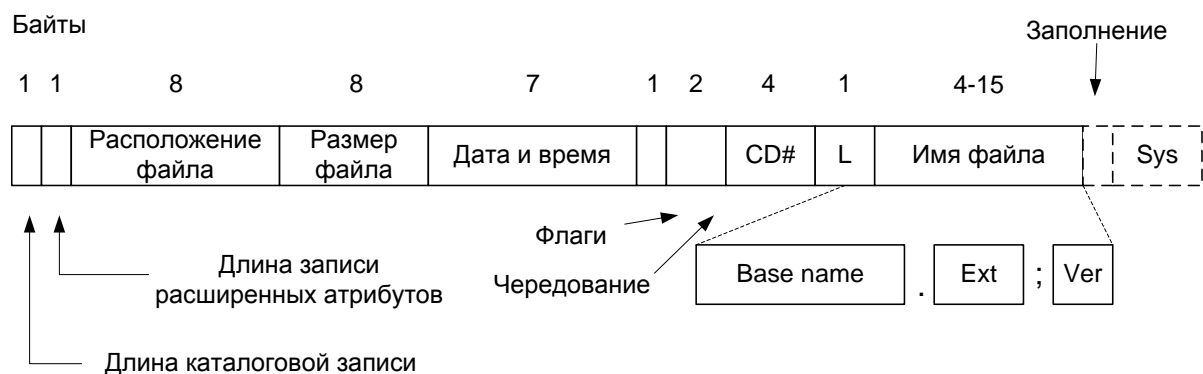 Байты
Заполнение
1 1 8 8 7 1 2 4 1 4-15
Расположение файла
Размер файла
Дата и время
CD#
L
Имя файла
Sys
Флаги
Чередование
Длина записи
расширенных атрибутов
Base name . Ext ; Ver
Длина каталоговой записи